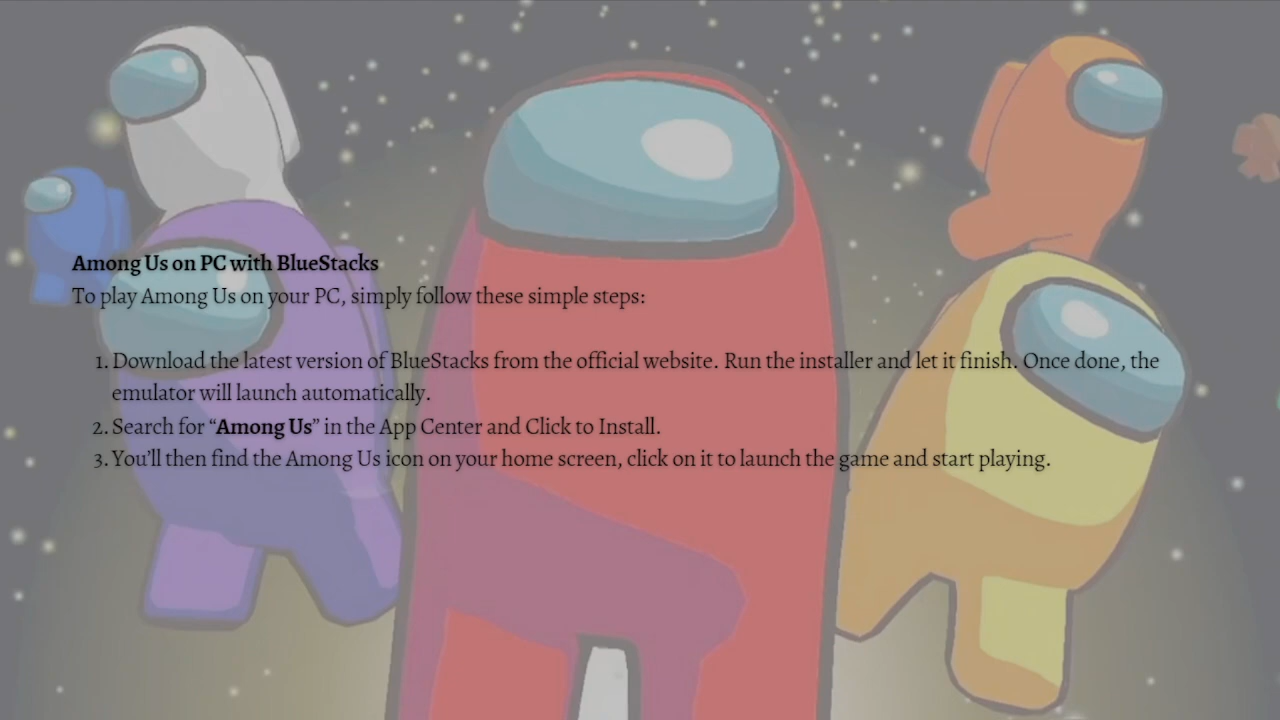 Among Us on PC with BlueStacks
To play Among Us on your PC, simply follow these simple steps:
1. Download the latest version of BlueStacks from the official website. Run the installer and let it finish. Once done, the
emulator will launch automatically.
2. Search for “Among Us” in the App Center and Click to Install.
3. You’ll then find the Among Us icon on your home screen, click on it to launch the game and start playing.